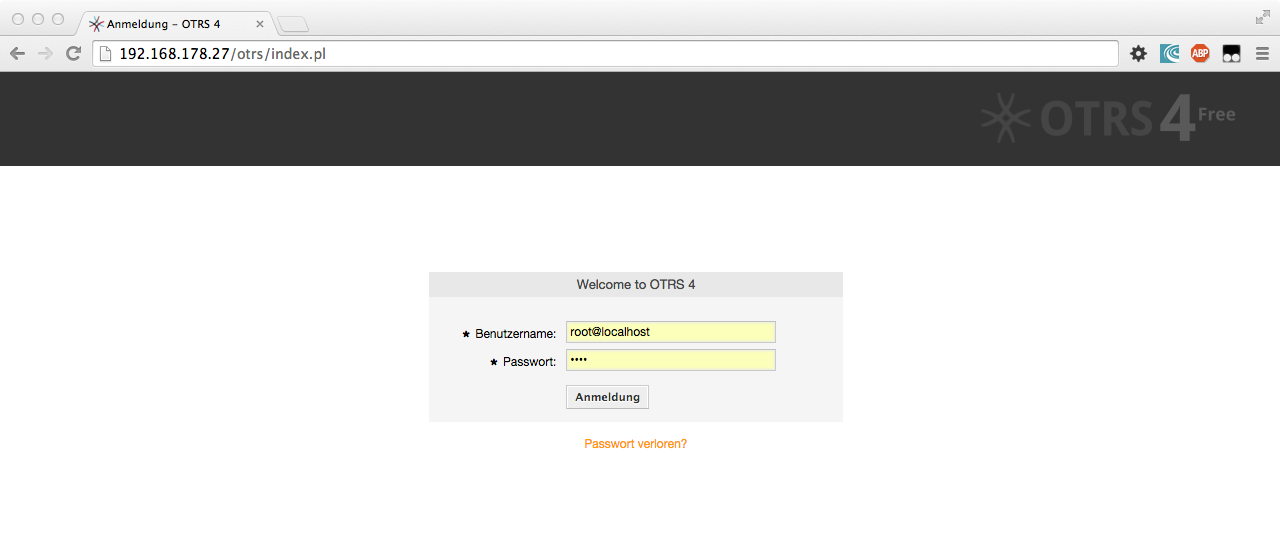 Anmeldung – OTRS 4
192.168.178.27/otrs/index.pl
ABP
OTRS 4 Free
Welcome to OTRS 4
* Benutzername: root@localhost
* Passwort: ••••
Anmeldung
Passwort verloren?